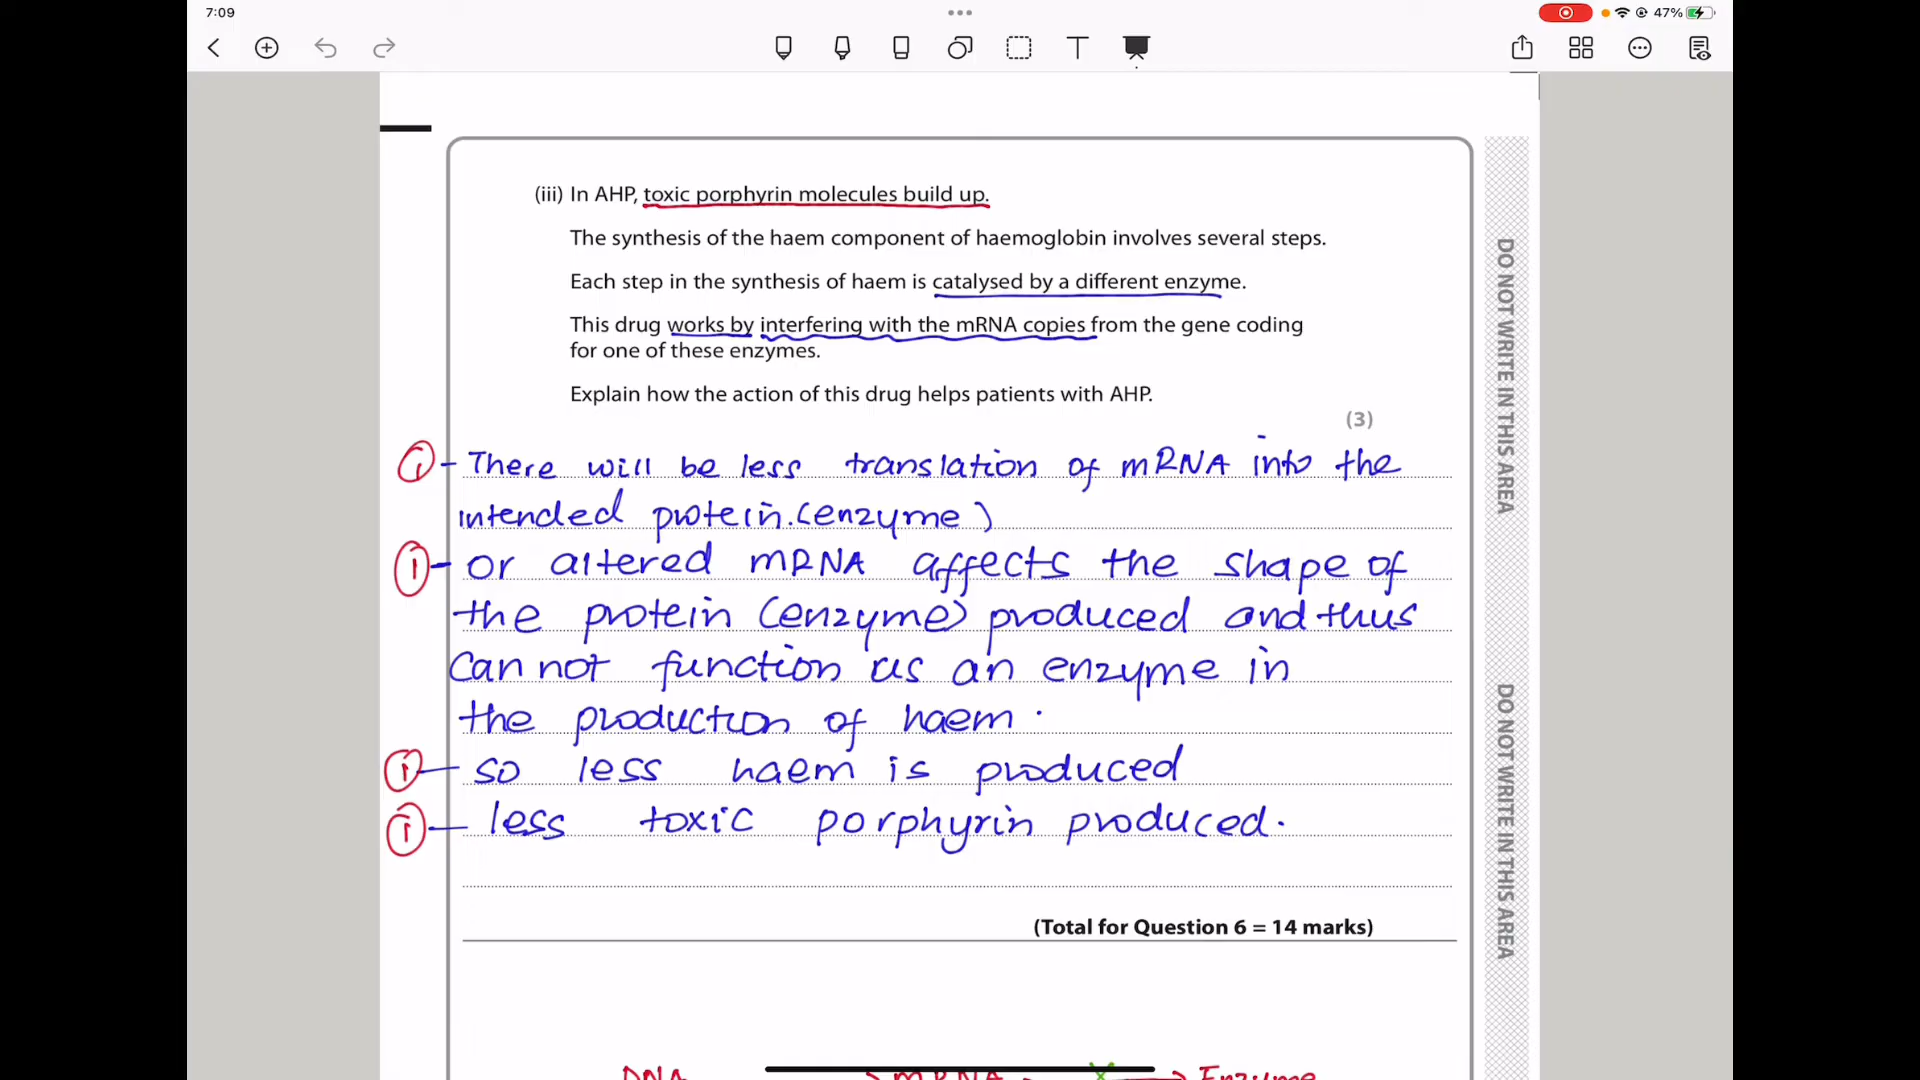 7:09
47%
(iii) In AHP, toxic porphyrin molecules build up.
The synthesis of the haem component of haemoglobin involves several steps.
Each step in the synthesis of haem is catalysed by a different enzyme.
This drug works by interfering with the mRNA copies from the gene coding
for one of these enzymes.
Explain how the action of this drug helps patients with AHP.
(3)
① - There will be less translation of mRNA into the
intended protein.(enzyme)
① - or altered mRNA affects the shape of
the protein (enzyme) produced and thus
can not function as an enzyme in
the production of haem.
① - so less haem is produced
① - less toxic porphyrin produced.
(Total for Question 6 = 14 marks)
DNA > mRNA → Enzyme
DO NOT WRITE IN THIS AREA
DO NOT WRITE IN THIS AREA